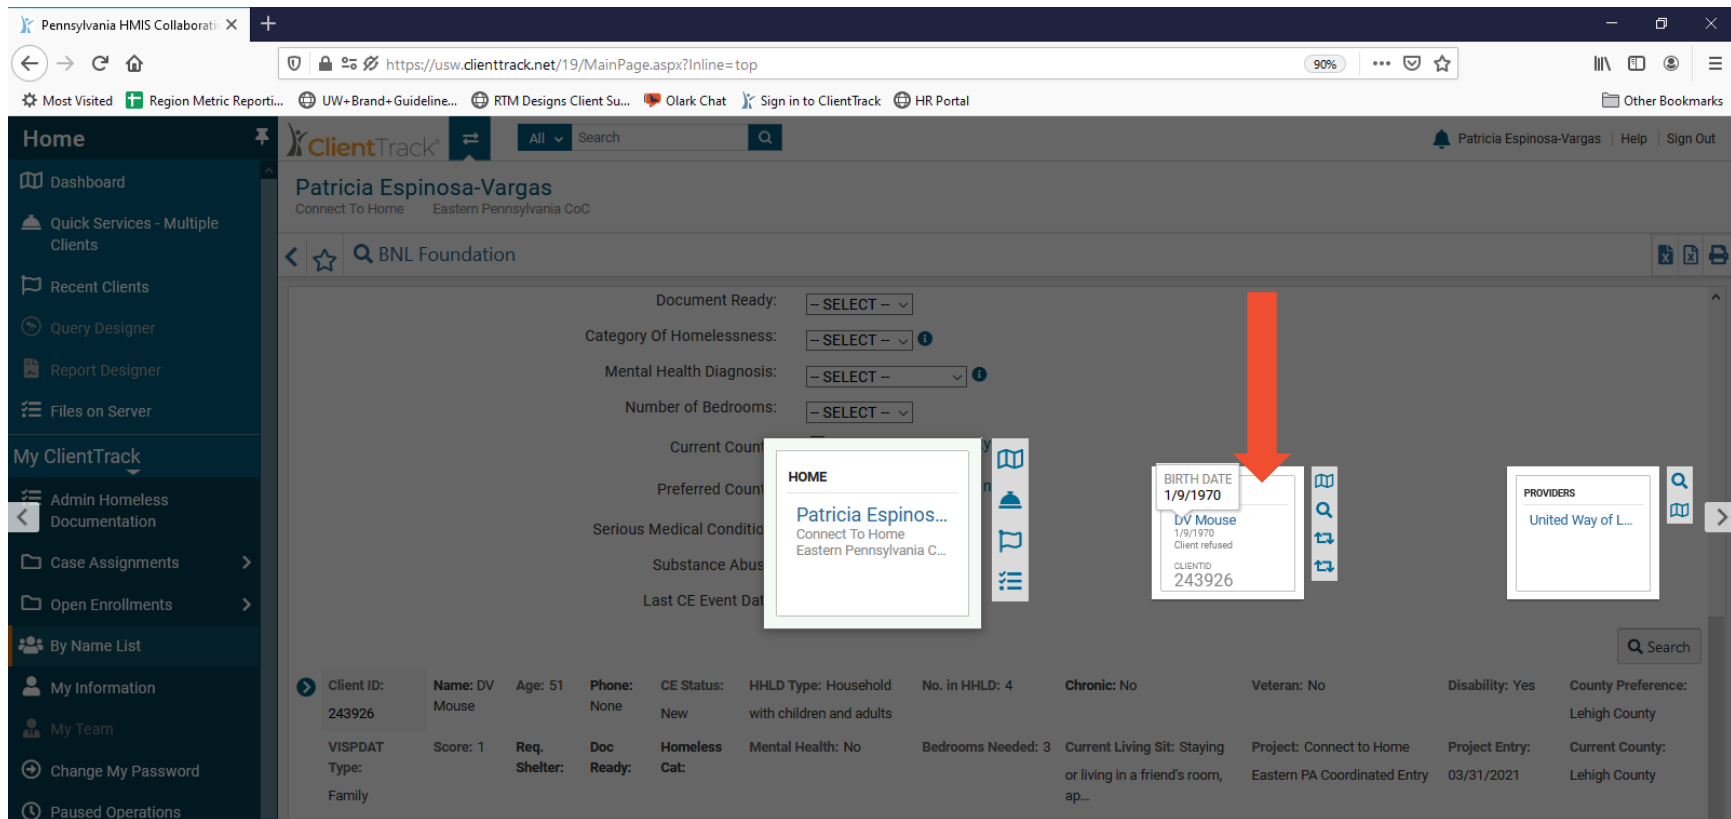 Pennsylvania HMIS Collaborati
https://usw.clienttrack.net/19/MainPage.aspx?Inline=top
90%
Most Visited
Region Metric Reporti...
UW+Brand+Guideline...
RTM Designs Client Su...
Olark Chat
Sign in to ClientTrack
HR Portal
Other Bookmarks
Home
ClientTrack
All
Search
Patricia Espinosa-Vargas
Help
Sign Out
Dashboard
Quick Services - Multiple
Clients
Recent Clients
Query Designer
Report Designer
Files on Server
My ClientTrack
Admin Homeless
Documentation
Case Assignments
Open Enrollments
By Name List
My Information
My Team
Change My Password
Paused Operations
Patricia Espinosa-Vargas
Connect To Home Eastern Pennsylvania CoC
BNL Foundation
Document Ready: -- SELECT --
Category Of Homelessness: -- SELECT --
Mental Health Diagnosis: -- SELECT --
Number of Bedrooms: -- SELECT --
Current Count
Preferred Count
Serious Medical Conditio
Substance Abus
Last CE Event Dat
HOME
Patricia Espinos...
Connect To Home
Eastern Pennsylvania C...
BIRTH DATE
1/9/1970
DV Mouse
1/9/1970
Client refused
CLIENTID
243926
PROVIDERS
United Way of L...
Search
Client ID:
243926
Name: DV
Mouse
Age: 51
Phone:
None
CE Status:
New
HHLD Type: Household
with children and adults
No. in HHLD: 4
Chronic: No
Veteran: No
Disability: Yes
County Preference:
Lehigh County
VISPDAT
Type:
Family
Score: 1
Req.
Shelter:
Doc
Ready:
Homeless
Cat:
Mental Health: No
Bedrooms Needed: 3
Current Living Sit: Staying
or living in a friend's room,
ap...
Project: Connect to Home
Eastern PA Coordinated Entry
Project Entry:
03/31/2021
Current County:
Lehigh County